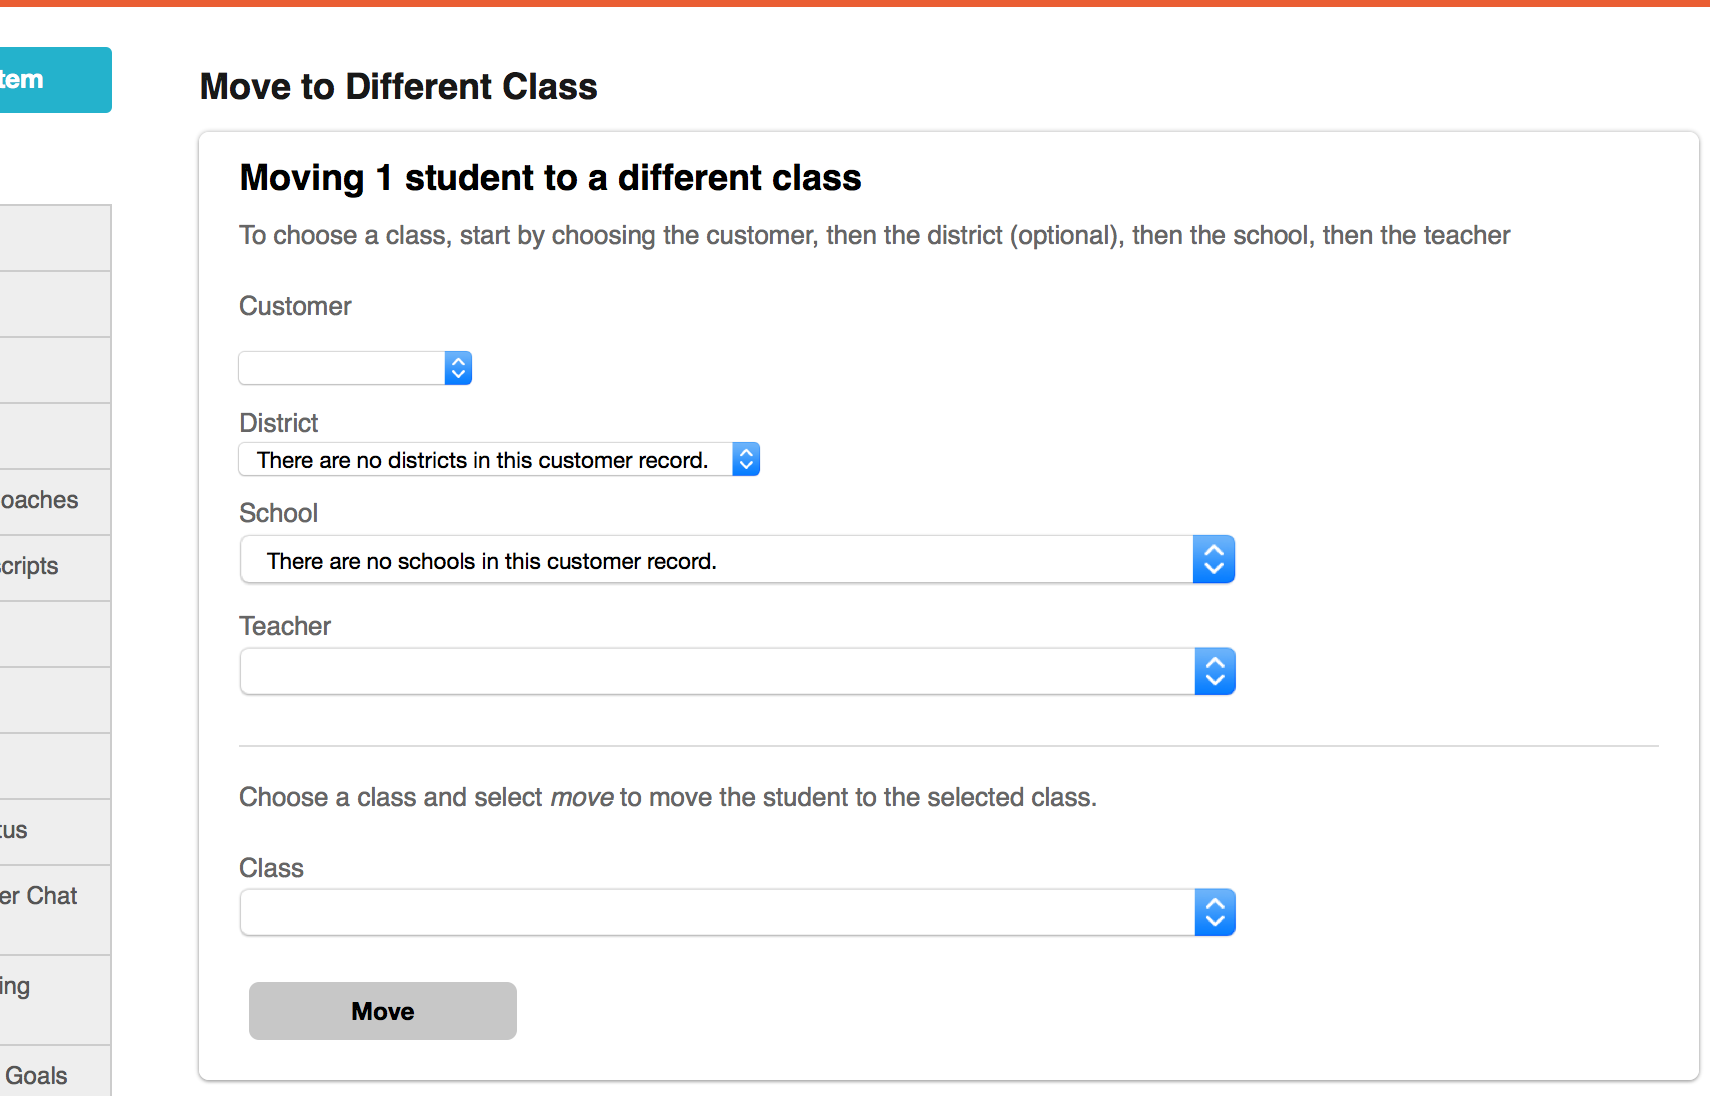 tem
Move to Different Class
Moving 1 student to a different class
To choose a class, start by choosing the customer, then the district (optional), then the school, then the teacher
Customer
District
There are no districts in this customer record.
School
There are no schools in this customer record.
Teacher
Choose a class and select move to move the student to the selected class.
Class
Move
oaches
cripts
tus
er Chat
ing
Goals